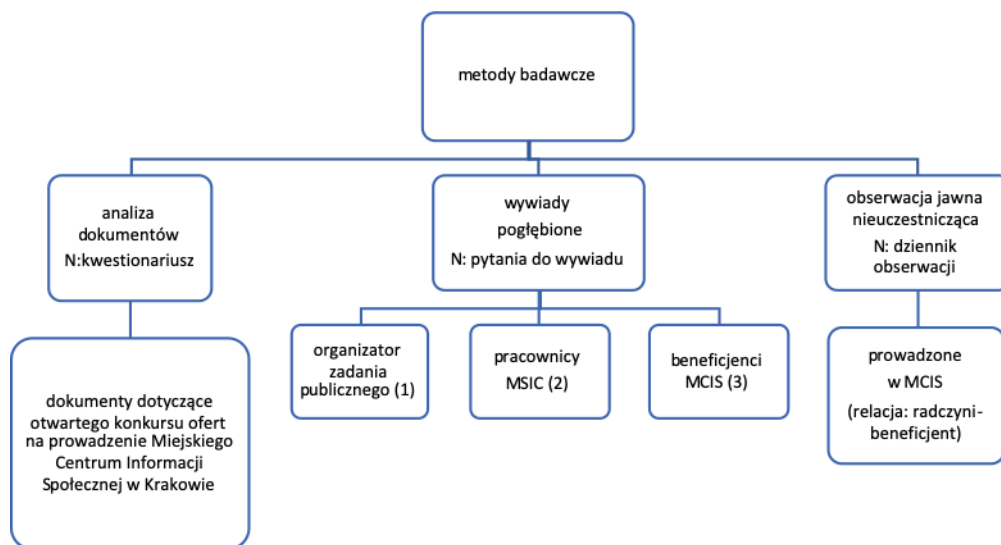 metody badawcze
analiza
dokumentów
N:kwestionariusz
wywiady
pogłębione
N: pytania do wywiadu
obserwacja jawna
nieuczestnicząca
N: dziennik
obserwacji
dokumenty dotyczące
otwartego konkursu ofert
na prowadzenie Miejskiego
Centrum Informacji
Społecznej w Krakowie
organizator
zadania
publicznego (1)
pracownicy
MSIC (2)
beneficjenci
MCIS (3)
prowadzone
w MCIS
(relacja: radczyni-
beneficjent)